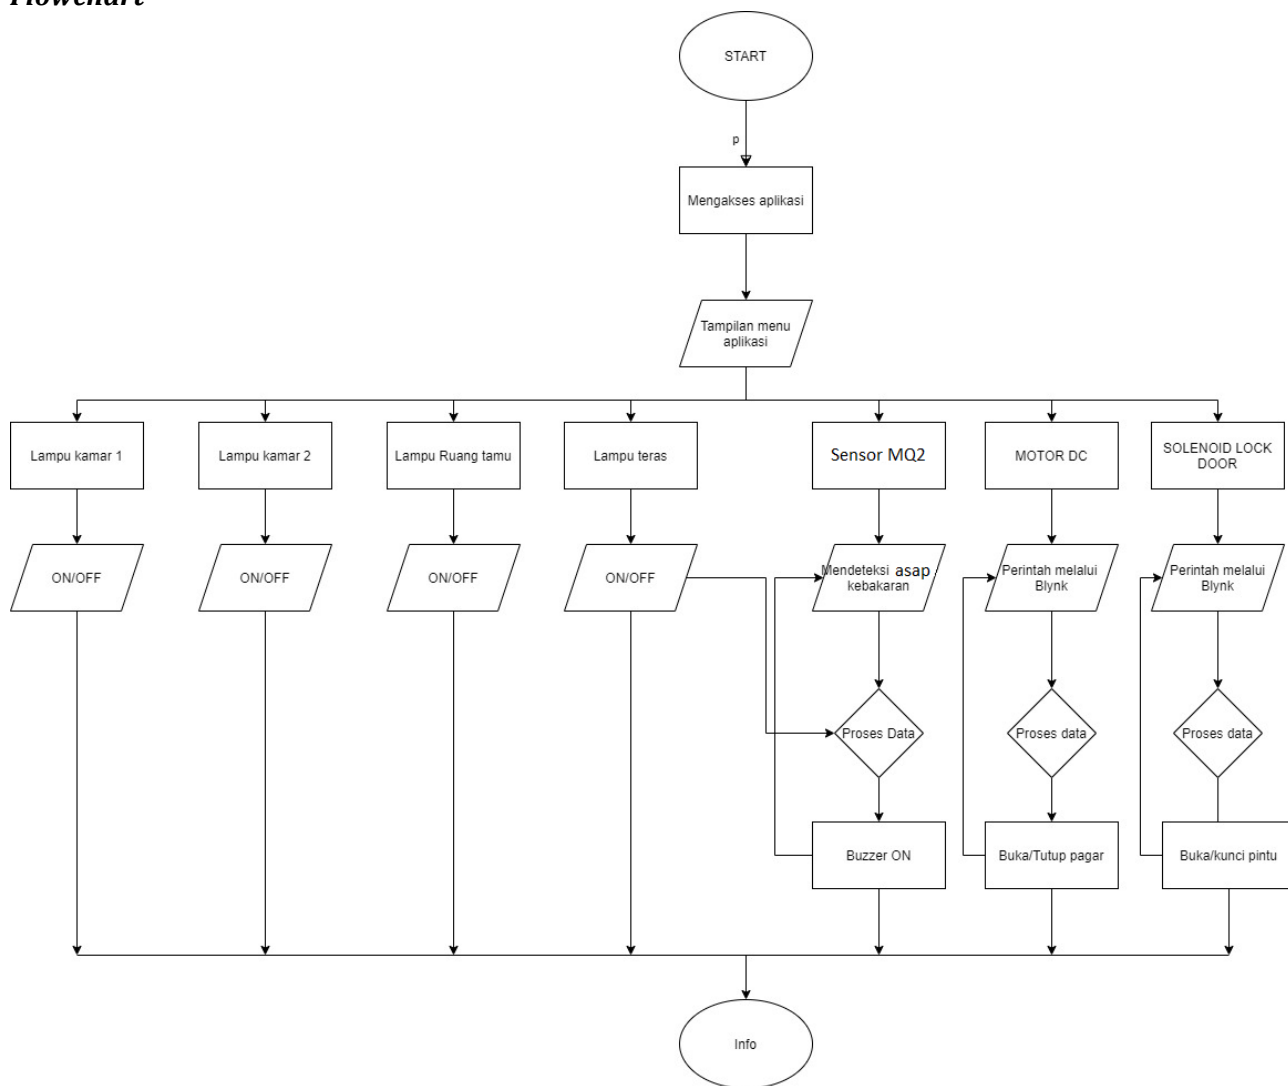 Flowchart
START
p
Mengakses aplikasi
Tampilan menu
aplikasi
Lampu kamar 1
Lampu kamar 2
Lampu Ruang tamu
Lampu teras
Sensor MQ2
MOTOR DC
SOLENOID LOCK
DOOR
ON/OFF
ON/OFF
ON/OFF
ON/OFF
Mendeteksi asap
kebakaran
Perintah melalui
Blynk
Perintah melalui
Blynk
Proses Data
Proses data
Proses data
Buzzer ON
Buka/Tutup pagar
Buka/kunci pintu
Info